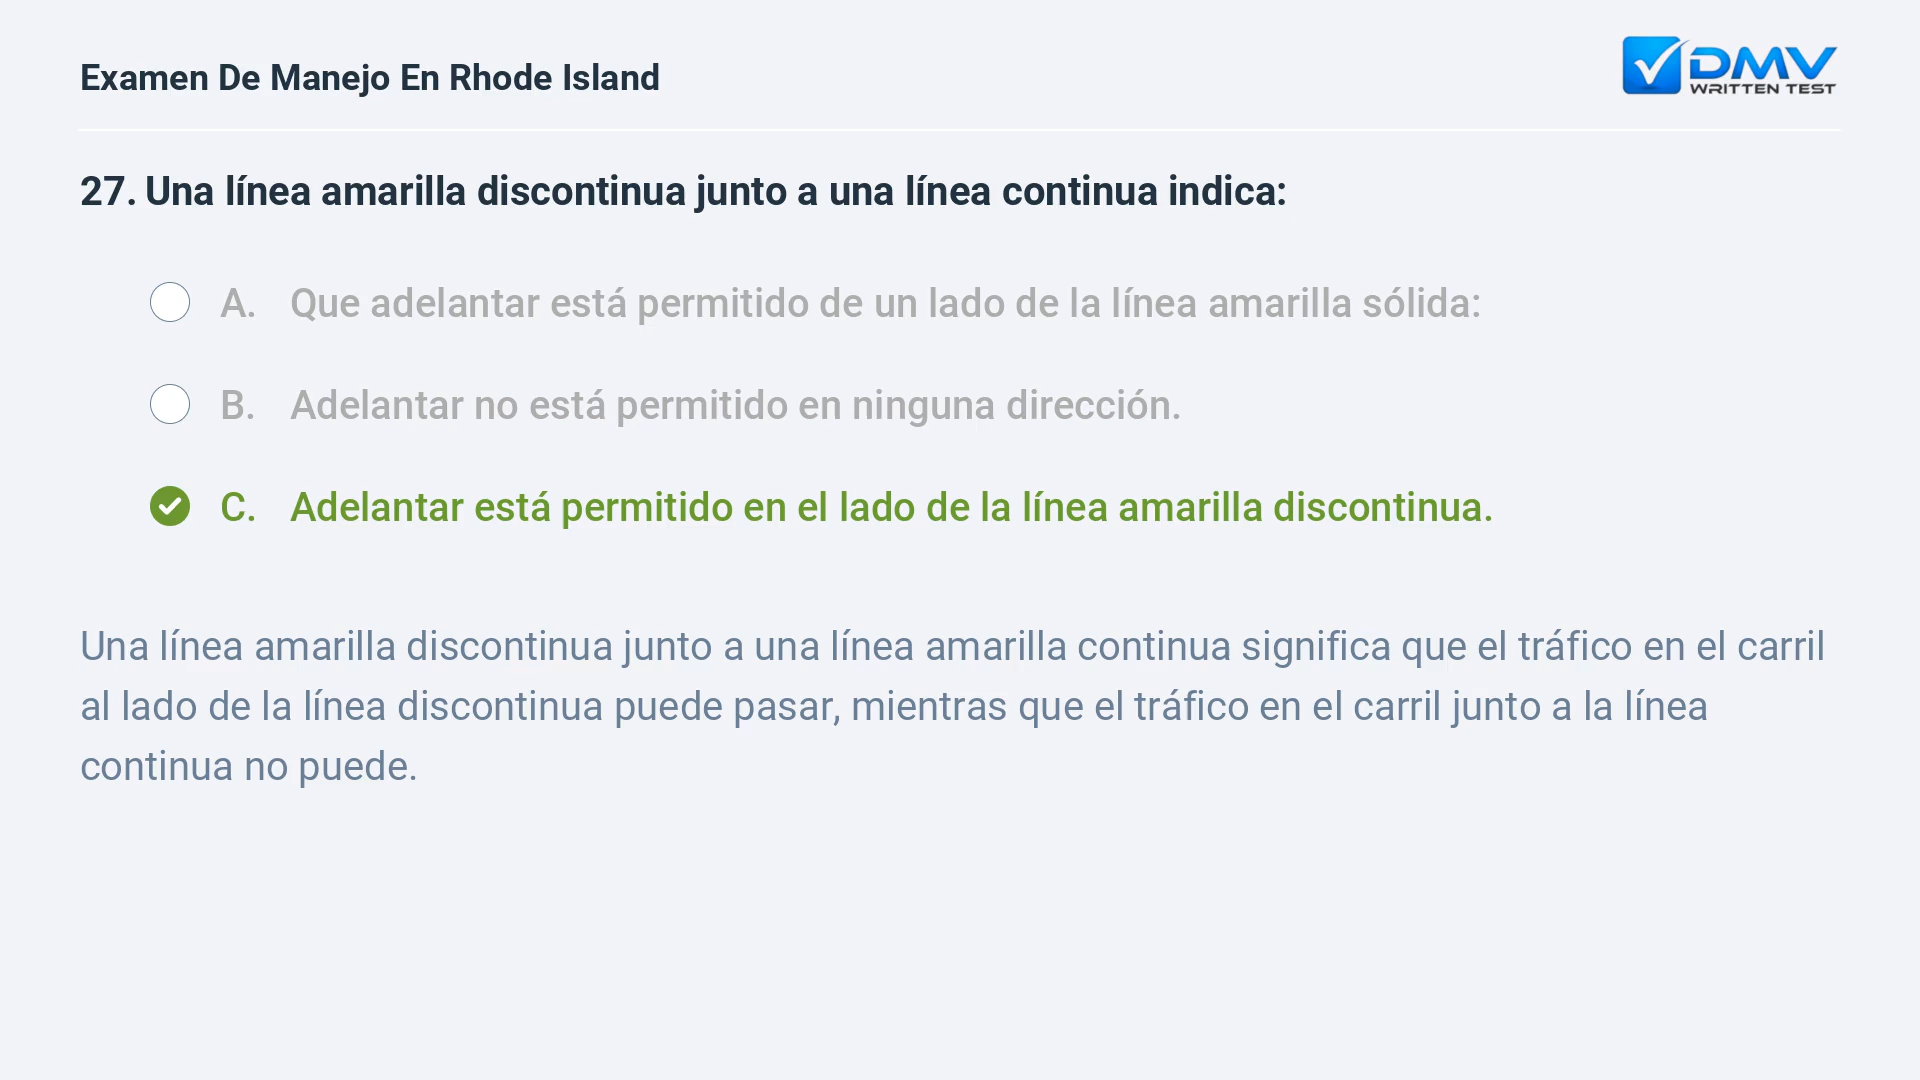 Examen De Manejo En Rhode Island
DMV
WRITTEN TEST
27. Una línea amarilla discontinua junto a una línea continua indica:
A. Que adelantar está permitido de un lado de la línea amarilla sólida:
B. Adelantar no está permitido en ninguna dirección.
C. Adelantar está permitido en el lado de la línea amarilla discontinua.
Una línea amarilla discontinua junto a una línea amarilla continua significa que el tráfico en el carril
al lado de la línea discontinua puede pasar, mientras que el tráfico en el carril junto a la línea
continua no puede.